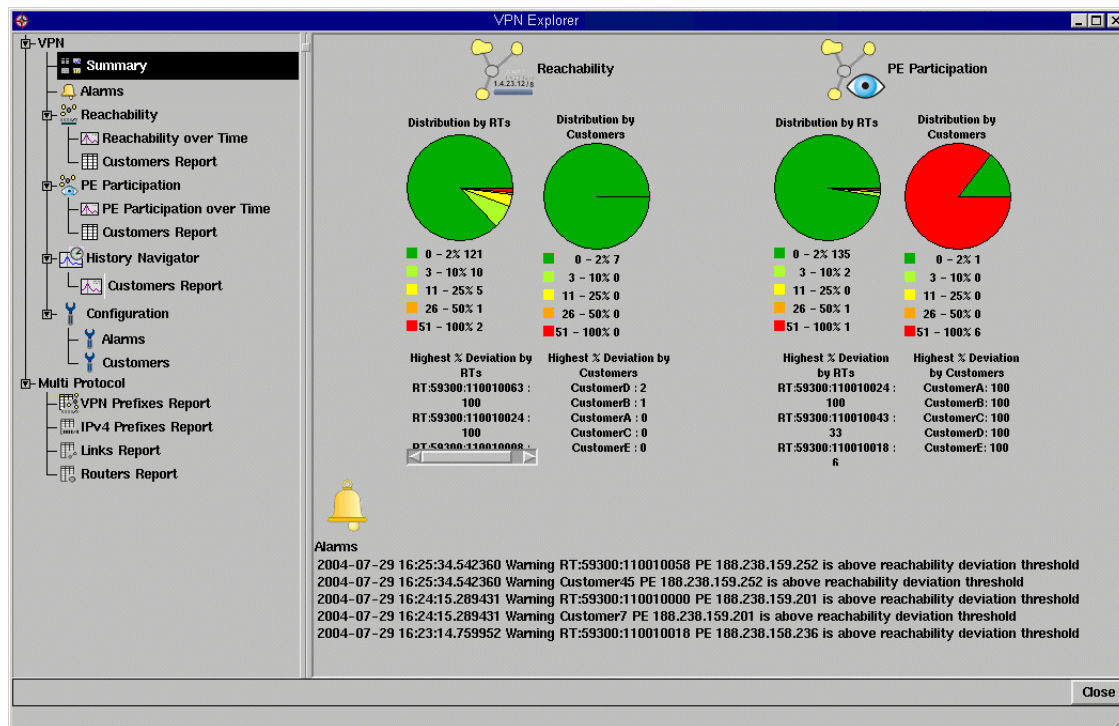 VPN Explorer
VPN
Summary
Alarms
Reachability
Reachability over Time
Customers Report
PE Participation
PE Participation over Time
Customers Report
History Navigator
Customers Report
Configuration
Alarms
Customers
Multi Protocol
VPN Prefixes Report
IPv4 Prefixes Report
Links Report
Routers Report
1.4.23.12/8
Reachability
Distribution by RTs
0 - 2% 121
3 - 10% 10
11 - 25% 5
26 - 50% 1
51 - 100% 2
Highest % Deviation by
RTs
RT:59300:110010063 :
100
RT:59300:110010024 :
100
RT:59300:110010008 :
Distribution by
Customers
0 - 2% 7
3 - 10% 0
11 - 25% 0
26 - 50% 0
51 - 100% 0
Highest % Deviation by
Customers
CustomerD : 2
CustomerB : 1
CustomerA : 0
CustomerC : 0
CustomerE : 0
PE Participation
Distribution by RTs
0 - 2% 135
3 - 10% 2
11 - 25% 0
26 - 50% 1
51 - 100% 1
Highest % Deviation
by RTs
RT:59300:110010024 :
100
RT:59300:110010043 :
33
RT:59300:110010018 :
6
Distribution by
Customers
0 - 2% 1
3 - 10% 0
11 - 25% 0
26 - 50% 0
51 - 100% 6
Highest % Deviation
by Customers
CustomerA: 100
CustomerB: 100
CustomerC: 100
CustomerD: 100
CustomerE: 100
Alarms
2004-07-29 16:25:34.542360 Warning RT:59300:110010058 PE 188.238.159.252 is above reachability deviation threshold
2004-07-29 16:25:34.542360 Warning Customer45 PE 188.238.159.252 is above reachability deviation threshold
2004-07-29 16:24:15.289431 Warning RT:59300:110010000 PE 188.238.159.201 is above reachability deviation threshold
2004-07-29 16:24:15.289431 Warning Customer7 PE 188.238.159.201 is above reachability deviation threshold
2004-07-29 16:23:14.759952 Warning RT:59300:110010018 PE 188.238.158.236 is above reachability deviation threshold
Close